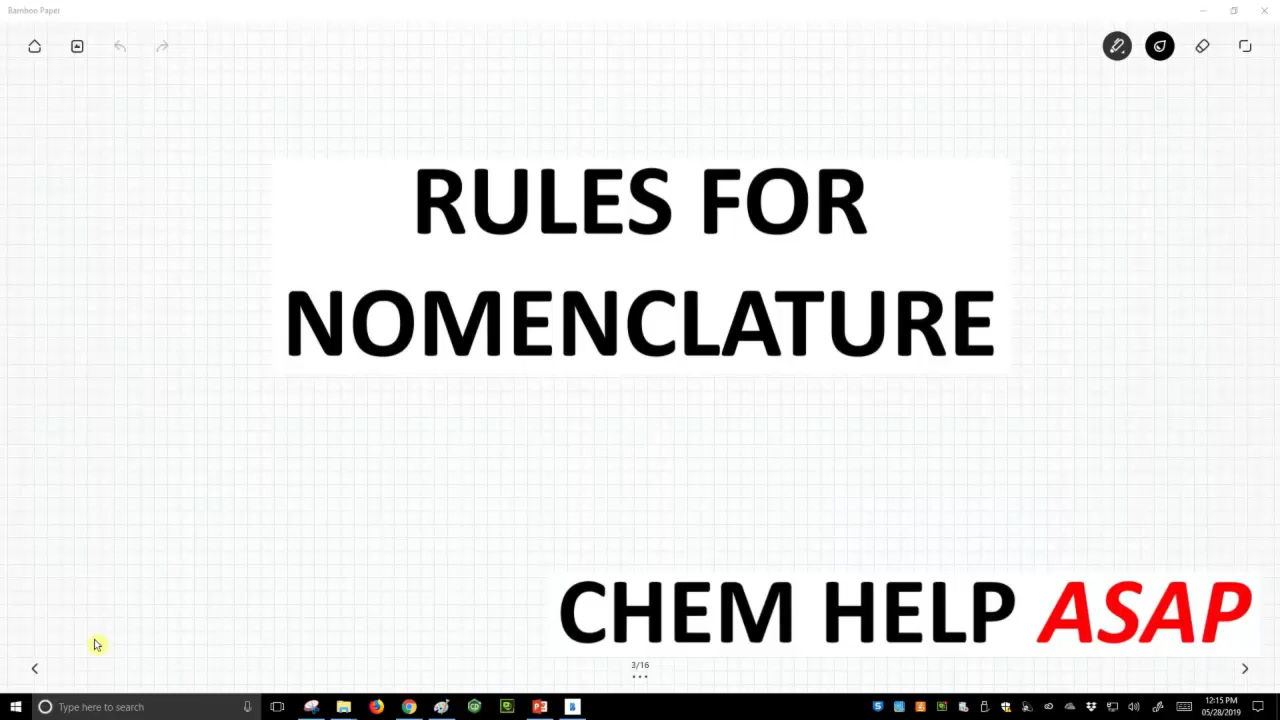 Bamboo Paper
RULES FOR
NOMENCLATURE
CHEM HELP ASAP
3/16
Type here to search
12:15 PM
05/28/2019